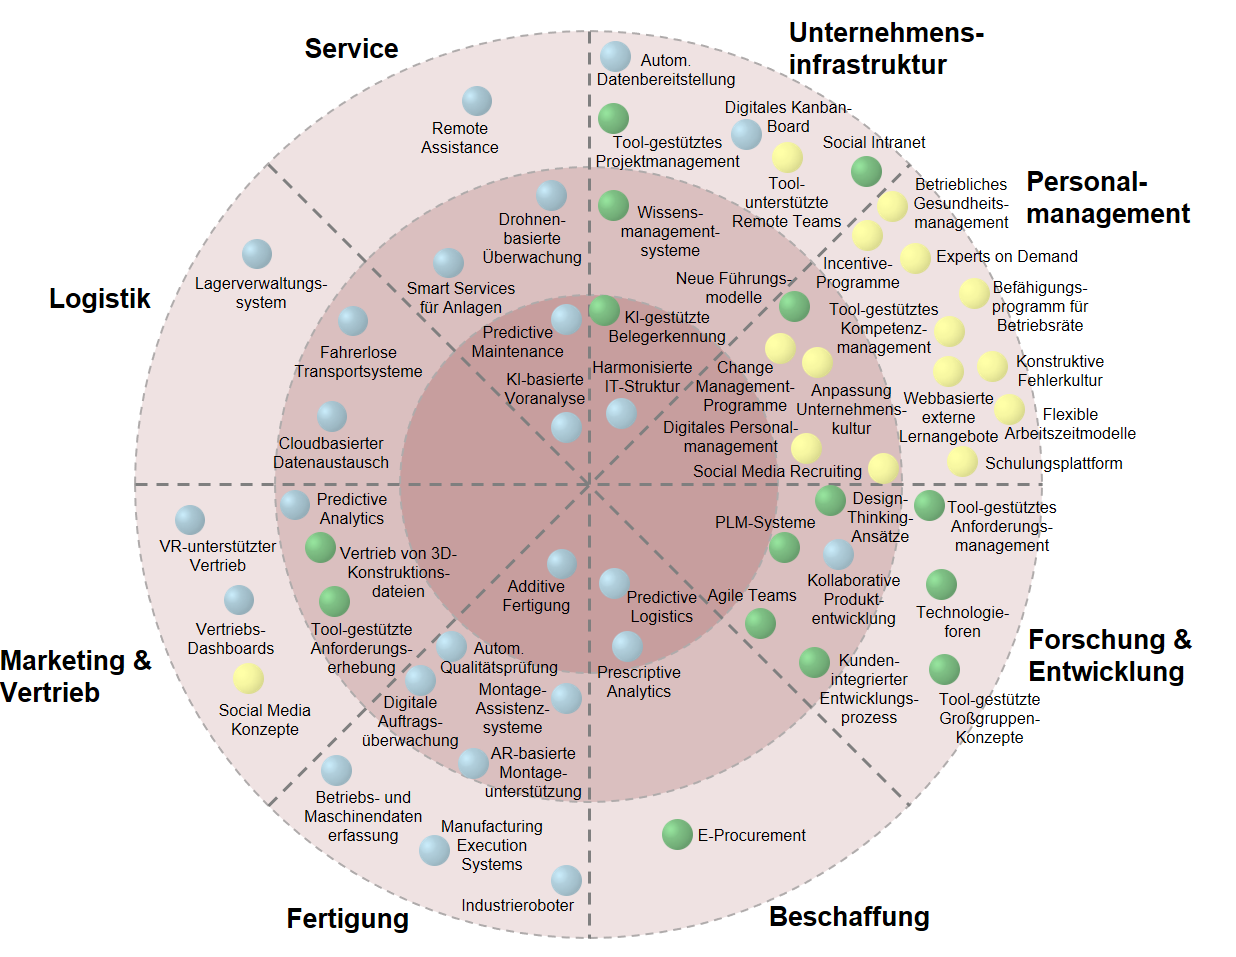 Service
Unternehmens-
infrastruktur
Autom.
Datenbereitstellung
Remote
Assistance
Digitales Kanban-
Board
Tool-gestütztes
Projektmanagement
Social Intranet
Tool-
unterstützte
Remote Teams
Personal-
management
Betriebliches
Gesundheits-
management
Drohnen-
basierte
Überwachung
Wissens-
management-
systeme
Incentive-
Programme
Experts on Demand
Logistik
Lagerverwaltungs-
system
Smart Services
für Anlagen
Neue Führungs-
modelle
Befähigungs-
programm für
Betriebsräte
Predictive
Maintenance
KI-gestützte
Belegerkennung
Tool-gestütztes
Kompetenz-
management
Fahrerlose
Transportsysteme
KI-basierte
Voranalyse
Harmonisierte
IT-Struktur
Change
Management-
Programme
Anpassung
Unternehmens-
kultur
Konstruktive
Fehlerkultur
Webbasierte
externe
Lernangebote
Flexible
Arbeitszeitmodelle
Cloudbasierter
Datenaustausch
Digitales Personal-
management
Social Media Recruiting
Schulungsplattform
Predictive
Analytics
PLM-Systeme
Design-
Thinking-
Ansätze
Tool-gestütztes
Anforderungs-
management
VR-unterstützter
Vertrieb
Vertrieb von 3D-
Konstruktions-
dateien
Additive
Fertigung
Predictive
Logistics
Agile Teams
Kollaborative
Produkt-
entwicklung
Technologie-
foren
Vertriebs-
Dashboards
Tool-gestützte
Anforderungs-
erhebung
Autom.
Qualitätsprüfung
Prescriptive
Analytics
Kunden-
integrierter
Entwicklungs-
prozess
Forschung &
Entwicklung
Marketing &
Vertrieb
Social Media
Konzepte
Digitale
Auftrags-
überwachung
Montage-
Assistenz-
systeme
Tool-gestützte
Großgruppen-
Konzepte
AR-basierte
Montage-
unterstützung
Betriebs- und
Maschinendaten
erfassung
Manufacturing
Execution
Systems
E-Procurement
Industrieroboter
Fertigung
Beschaffung